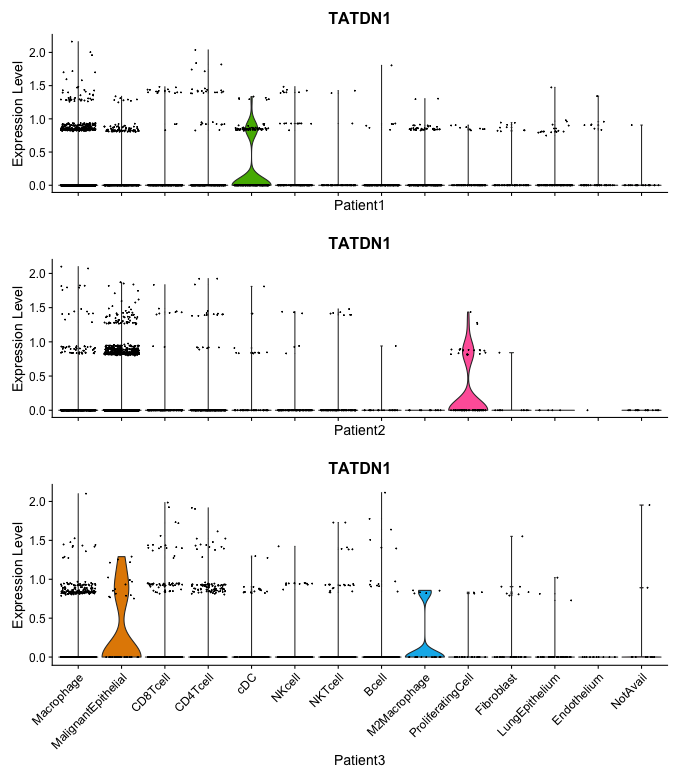 TATDN1
Expression Level
2.0
1.5
1.0
0.5
0.0
Patient1
TATDN1
Expression Level
2.0
1.5
1.0
0.5
0.0
Patient2
TATDN1
Expression Level
2.0
1.5
1.0
0.5
0.0
Macrophage
MalignantEpithelial
CD8Tcell
CD4Tcell
cDC
NKcell
NKTcell
Bcell
M2Macrophage
ProliferatingCell
Fibroblast
LungEpithelium
Endothelium
NotAvail
Patient3